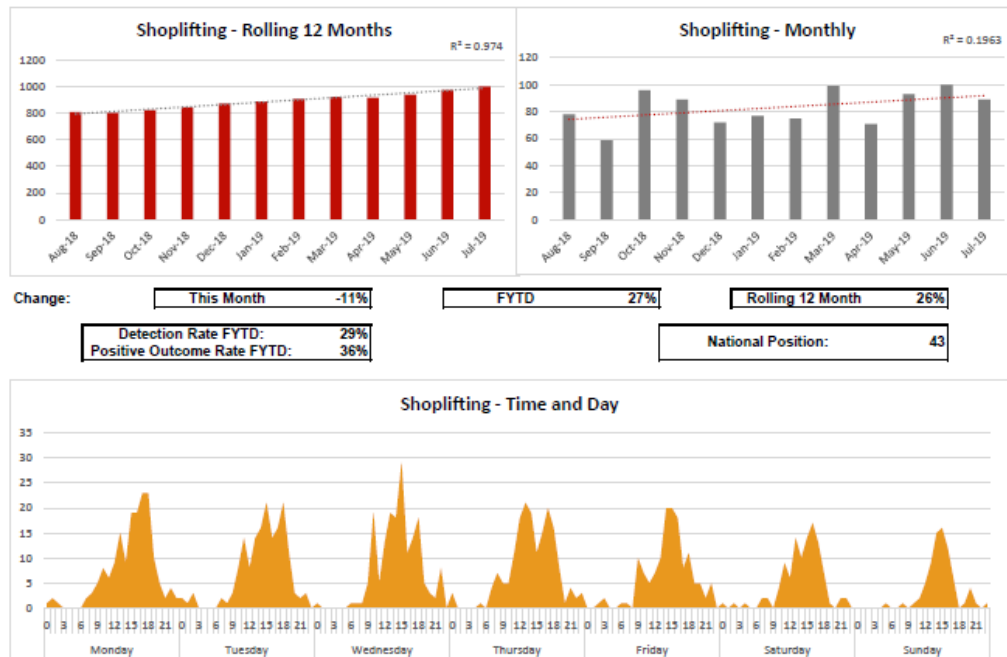 Shoplifting - Rolling 12 Months
R² = 0.974
1200
1000
800
600
400
200
0
Aug-18 Sep-18 Oct-18 Nov-18 Dec-18 Jan-19 Feb-19 Mar-19 Apr-19 May-19 Jun-19 Jul-19
Shoplifting - Monthly
R² = 0.1963
120
100
80
60
40
20
0
Aug-18 Sep-18 Oct-18 Nov-18 Dec-18 Jan-19 Feb-19 Mar-19 Apr-19 May-19 Jun-19 Jul-19
Change: This Month -11% FYTD 27% Rolling 12 Month 26%
Detection Rate FYTD: 29%
Positive Outcome Rate FYTD: 36%
National Position: 43
Shoplifting - Time and Day
35
30
25
20
15
10
5
0
0 3 6 9 12 15 18 21 0 3 6 9 12 15 18 21 0 3 6 9 12 15 18 21 0 3 6 9 12 15 18 21 0 3 6 9 12 15 18 21 0 3 6 9 12 15 18 21 0 3 6 9 12 15 18 21
Monday Tuesday Wednesday Thursday Friday Saturday Sunday